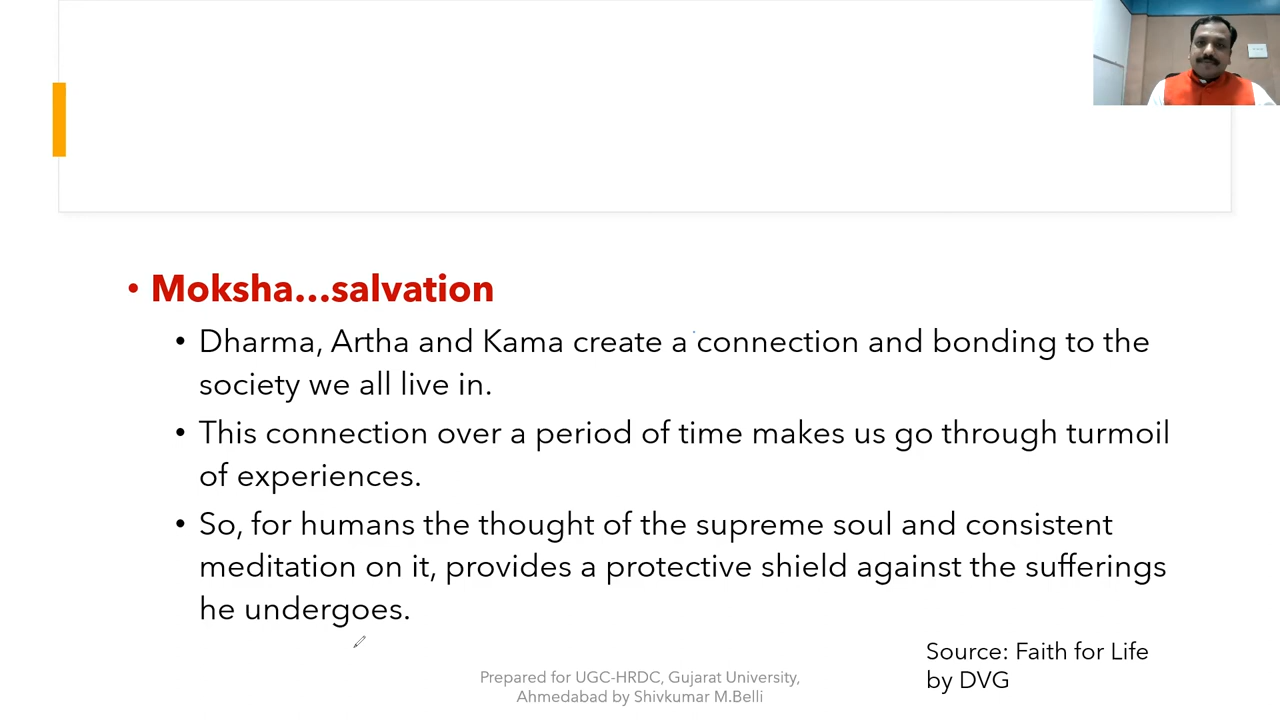 • Moksha...salvation
• Dharma, Artha and Kama create a connection and bonding to the
society we all live in.
• This connection over a period of time makes us go through turmoil
of experiences.
• So, for humans the thought of the supreme soul and consistent
meditation on it, provides a protective shield against the sufferings
he undergoes.
Source: Faith for Life
by DVG
Prepared for UGC-HRDC, Gujarat University,
Ahmedabad by Shivkumar M.Belli